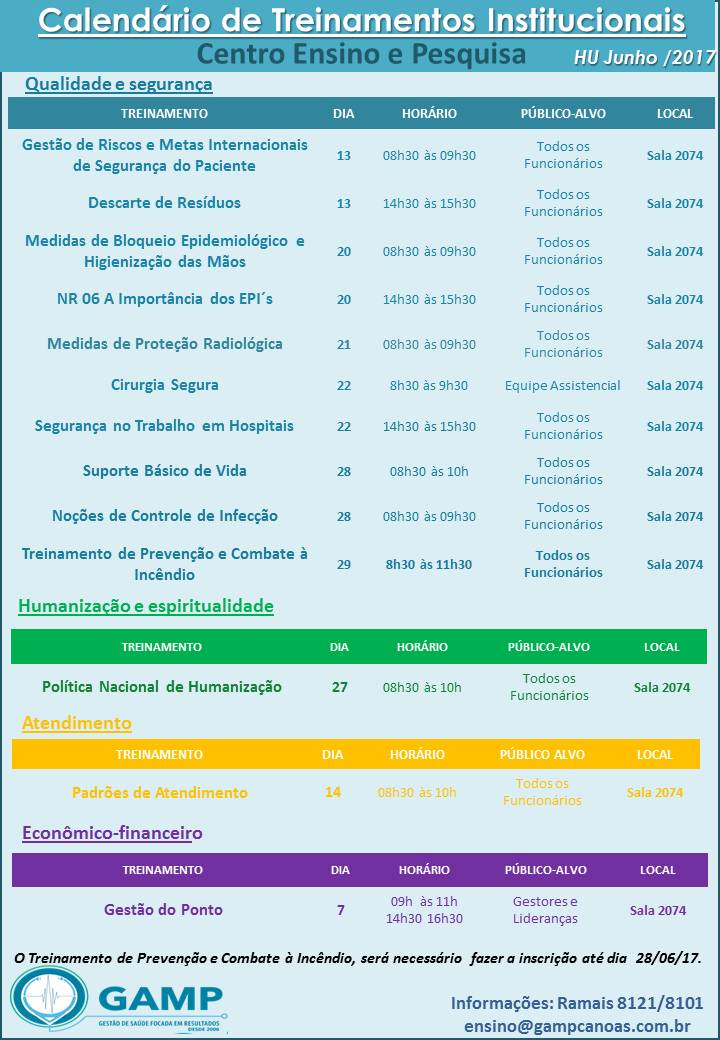 Calendário de Treinamentos Institucionais
Centro Ensino e Pesquisa
HU Junho /2017
Qualidade e segurança
TREINAMENTO DIA HORÁRIO PÚBLICO-ALVO LOCAL
Gestão de Riscos e Metas Internacionais
de Segurança do Paciente
13 08h30 às 09h30
Todos os
Funcionários
Sala 2074
Descarte de Resíduos 13 14h30 às 15h30
Todos os
Funcionários
Sala 2074
Medidas de Bloqueio Epidemiológico e
Higienização das Mãos
20 08h30 às 09h30
Todos os
Funcionários
Sala 2074
NR 06 A Importância dos EPI´s 20 14h30 às 15h30
Todos os
Funcionários
Sala 2074
Medidas de Proteção Radiológica 21 08h30 às 09h30
Todos os
Funcionários
Sala 2074
Cirurgia Segura 22 8h30 às 9h30 Equipe Assistencial Sala 2074
Segurança no Trabalho em Hospitais 22 14h30 às 15h30
Todos os
Funcionários
Sala 2074
Suporte Básico de Vida 28 08h30 às 10h
Todos os
Funcionários
Sala 2074
Noções de Controle de Infecção 28 08h30 às 09h30
Todos os
Funcionários
Sala 2074
Treinamento de Prevenção e Combate à
Incêndio
29 8h30 às 11h30
Todos os
Funcionários
Sala 2074
Humanização e espiritualidade
TREINAMENTO DIA HORÁRIO PÚBLICO-ALVO LOCAL
Política Nacional de Humanização 27 08h30 às 10h
Todos os
Funcionários
Sala 2074
Atendimento
TREINAMENTO DIA HORÁRIO PÚBLICO ALVO LOCAL
Padrões de Atendimento 14 08h30 às 10h
Todos os
Funcionários
Sala 2074
Econômico-financeiro
TREINAMENTO DIA HORÁRIO PÚBLICO-ALVO LOCAL
Gestão do Ponto 7
09h às 11h
14h30 16h30
Gestores e
Lideranças
Sala 2074
O Treinamento de Prevenção e Combate à Incêndio, será necessário fazer a inscrição até dia 28/06/17.
GAMP
GESTÃO DE SAÚDE FOCADA EM RESULTADOS
DESDE 2006
Informações: Ramais 8121/8101
ensino@gampcanoas.com.br